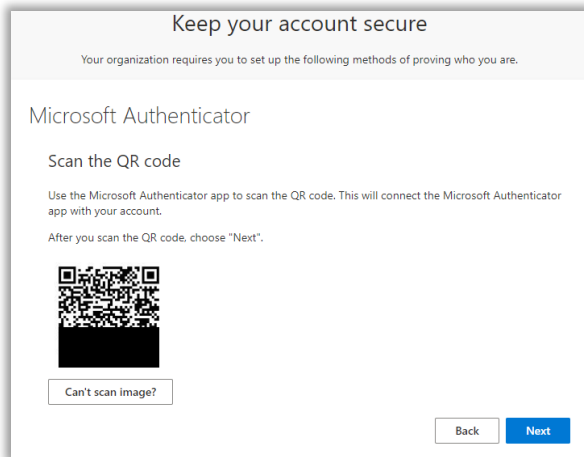 Keep your account secure
Your organization requires you to set up the following methods of proving who you are.
Microsoft Authenticator
Scan the QR code
Use the Microsoft Authenticator app to scan the QR code. This will connect the Microsoft Authenticator
app with your account.
After you scan the QR code, choose "Next".
Can't scan image?
Back Next